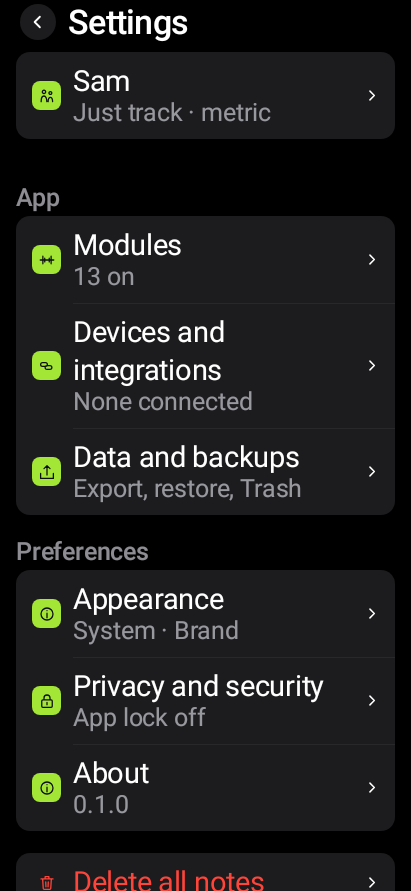 Settings
Sam
Just track · metric
App
Modules
13 on
Devices and
integrations
None connected
Data and backups
Export, restore, Trash
Preferences
Appearance
System · Brand
Privacy and security
App lock off
About
0.1.0
Delete all notes